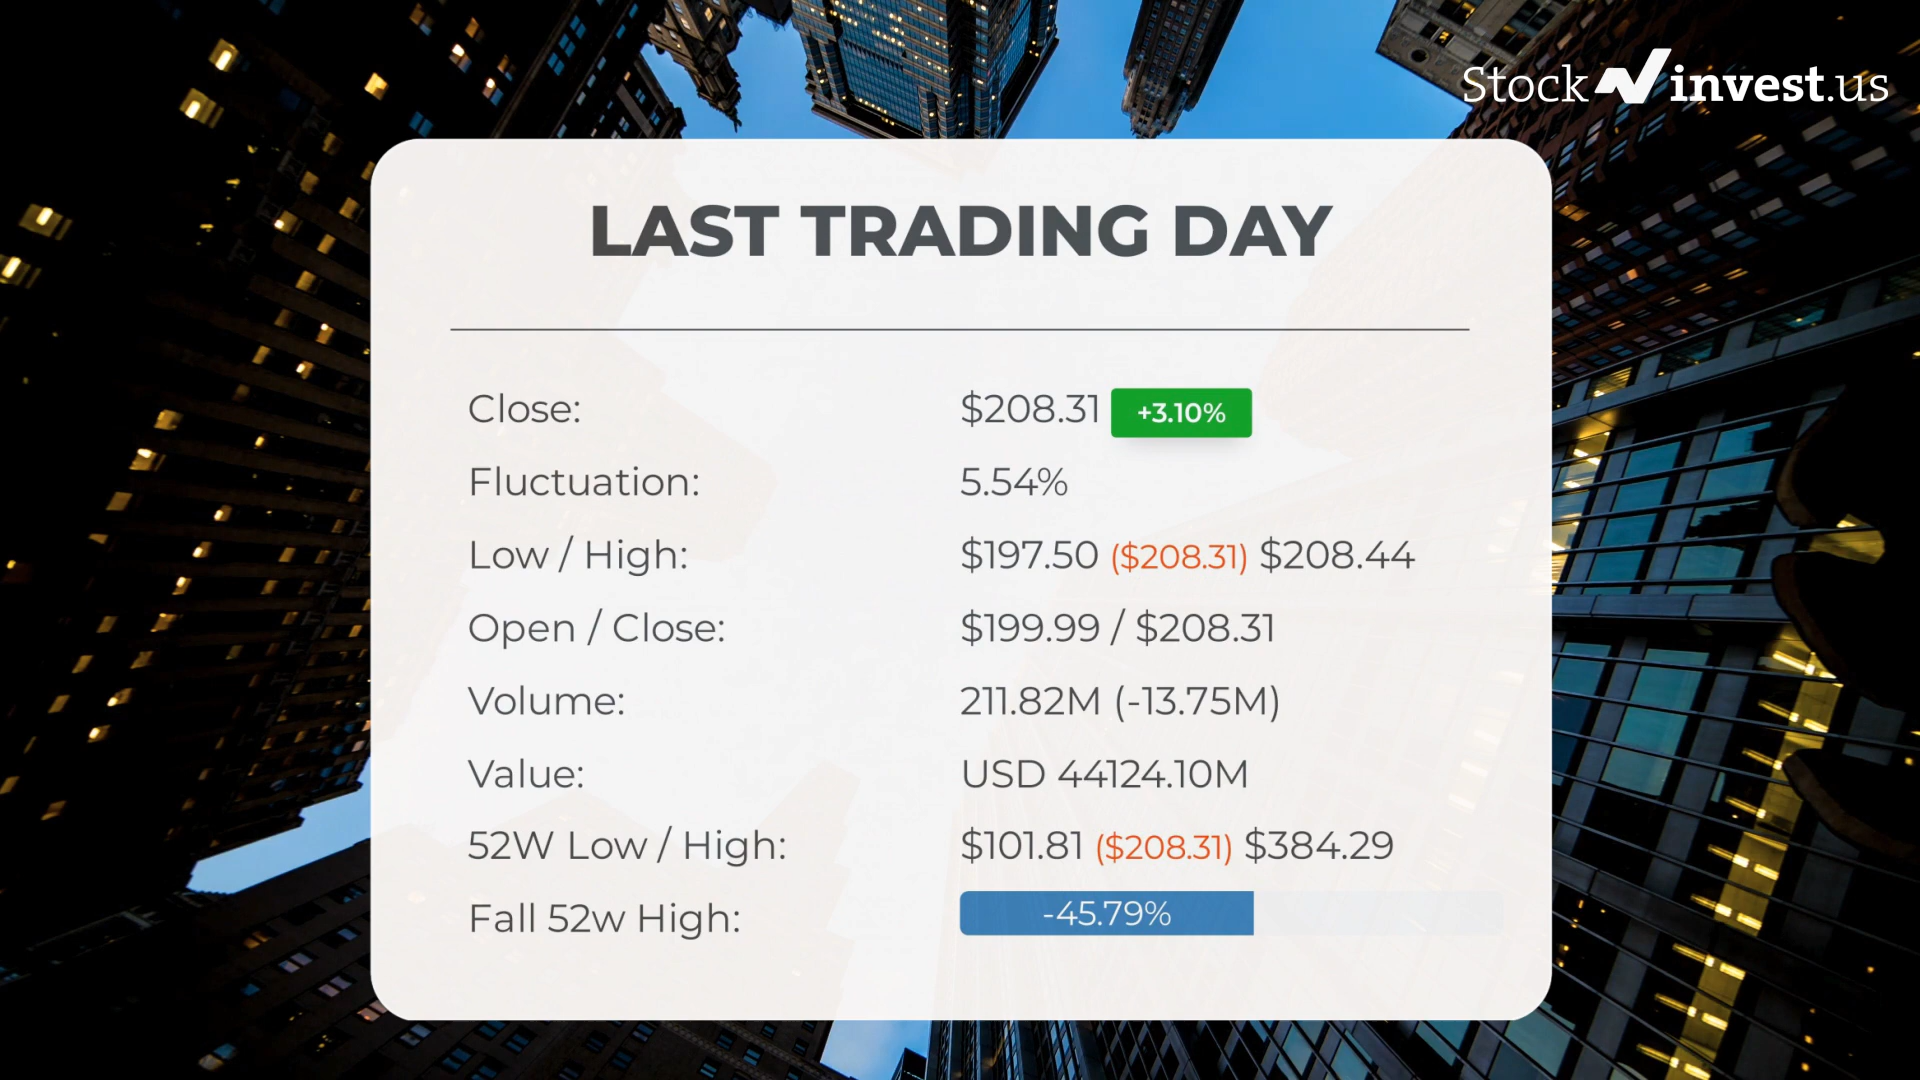 Stock invest.us
LAST TRADING DAY
Close: $208.31 +3.10%
Fluctuation: 5.54%
Low / High: $197.50 ($208.31) $208.44
Open / Close: $199.99 / $208.31
Volume: 211.82M (-13.75M)
Value: USD 44124.10M
52W Low / High: $101.81 ($208.31) $384.29
Fall 52w High: -45.79%